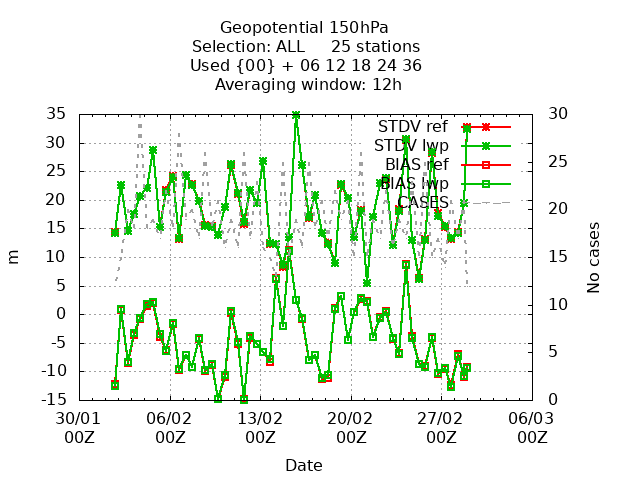 Geopotential 150hPa
Selection: ALL     25 stations
Used {00} + 06 12 18 24 36
Averaging window: 12h
35
30
25
20
15
10
5
0
-5
-10
-15
m
30
25
20
15
10
5
0
No cases
STDV ref
STDV lwp
BIAS ref
BIAS lwp
CASES
30/01 06/02 13/02 20/02 27/02 06/03
00Z 00Z 00Z 00Z 00Z 00Z
Date